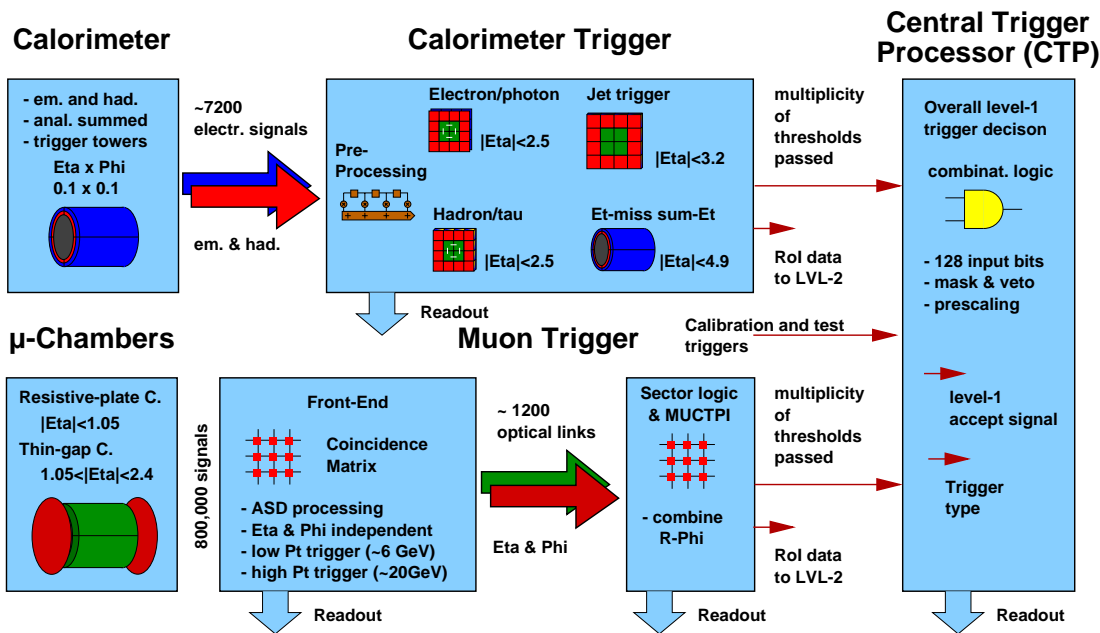 Calorimeter
Calorimeter Trigger
Central Trigger
Processor (CTP)
- em. and had.
- anal. summed
- trigger towers
Eta x Phi
0.1 x 0.1
~7200
electr. signals
em. & had.
Pre-
Processing
Electron/photon
|Eta|<2.5
Jet trigger
|Eta|<3.2
Hadron/tau
|Eta|<2.5
Et-miss sum-Et
|Eta|<4.9
Readout
multiplicity
of
thresholds
passed
RoI data
to LVL-2
Calibration and test
triggers
Overall level-1
trigger decison
combinat. logic
- 128 input bits
- mask & veto
- prescaling
level-1
accept signal
Trigger
type
Readout
µ-Chambers
Muon Trigger
Resistive-plate C.
|Eta|<1.05
Thin-gap C.
1.05<|Eta|<2.4
800,000 signals
Front-End
Coincidence
Matrix
- ASD processing
- Eta & Phi independent
- low Pt trigger (~6 GeV)
- high Pt trigger (~20GeV)
Readout
~ 1200
optical links
Eta & Phi
Sector logic
& MUCTPI
- combine
R-Phi
Readout
multiplicity
of
thresholds
passed
RoI data
to LVL-2